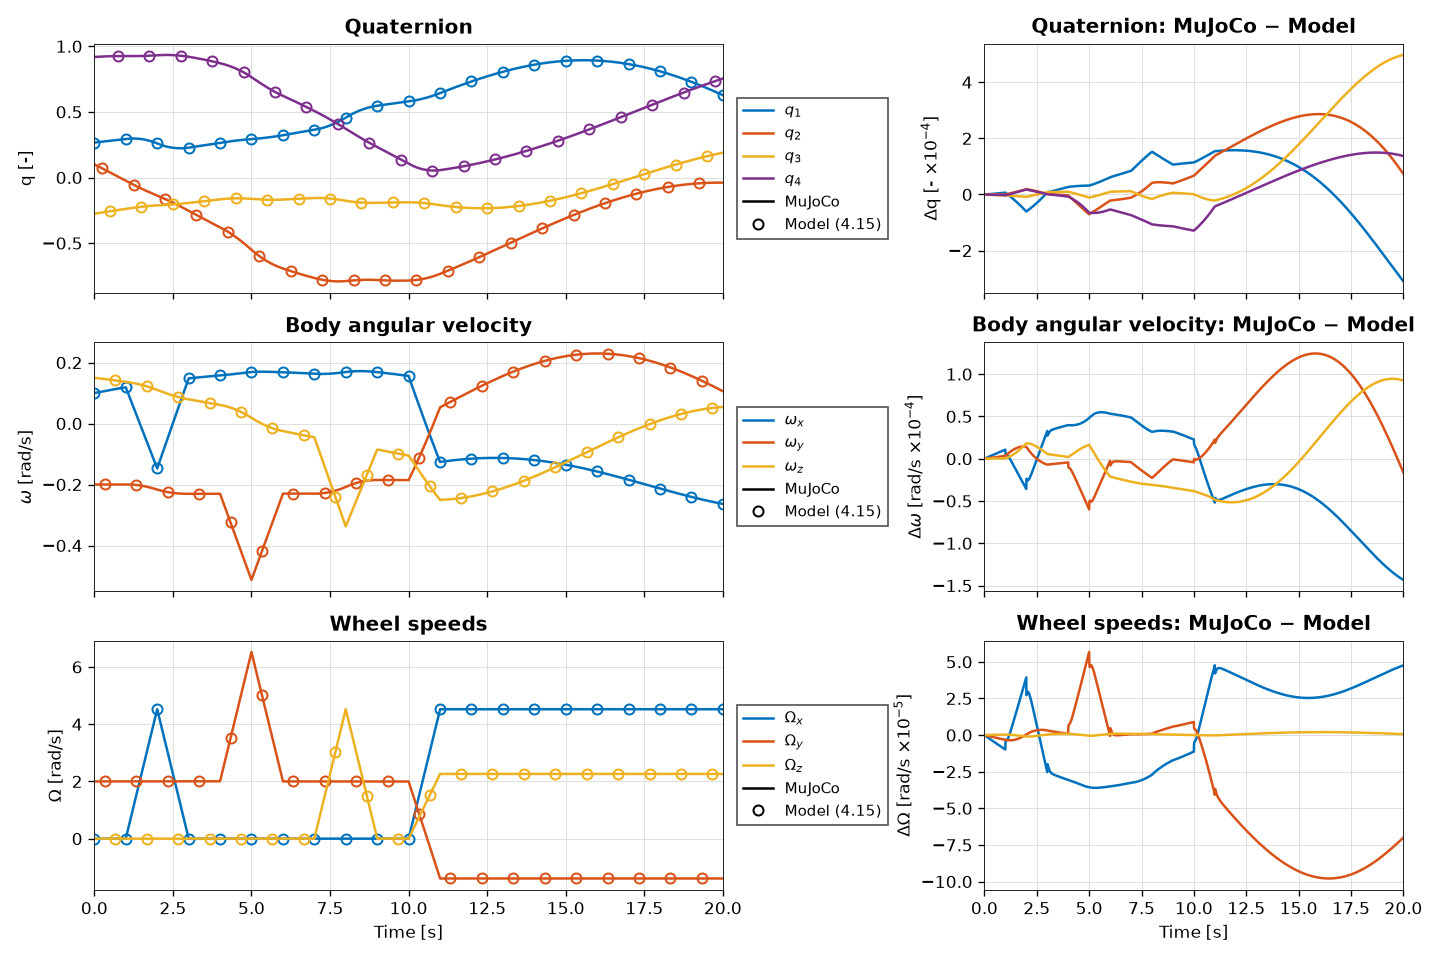 Quaternion
1.0
0.5
0.0
−0.5
q [-]
q₁
q₂
q₃
q₄
MuJoCo
Model (4.15)
Quaternion: MuJoCo − Model
4
2
0
−2
Δq [- ×10⁻⁴]
Body angular velocity
0.2
0.0
−0.2
−0.4
ω [rad/s]
ωₓ
ω_y
ω_z
MuJoCo
Model (4.15)
Body angular velocity: MuJoCo − Model
1.0
0.5
0.0
−0.5
−1.0
−1.5
Δω [rad/s ×10⁻⁴]
Wheel speeds
6
4
2
0
Ω [rad/s]
0.0 2.5 5.0 7.5 10.0 12.5 15.0 17.5 20.0
Time [s]
Ωₓ
Ω_y
Ω_z
MuJoCo
Model (4.15)
Wheel speeds: MuJoCo − Model
5.0
2.5
0.0
−2.5
−5.0
−7.5
−10.0
ΔΩ [rad/s ×10⁻⁵]
0.0 2.5 5.0 7.5 10.0 12.5 15.0 17.5 20.0
Time [s]